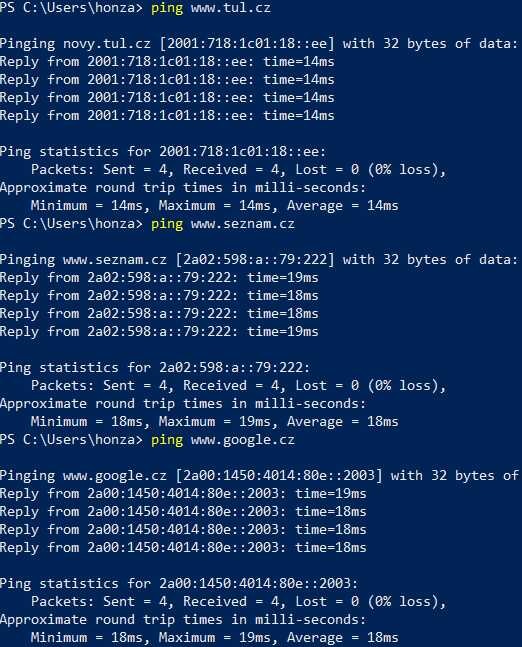 PS C:\Users\honza> ping www.tul.cz
Pinging novy.tul.cz [2001:718:1c01:18::ee] with 32 bytes of data:
Reply from 2001:718:1c01:18::ee: time=14ms
Reply from 2001:718:1c01:18::ee: time=14ms
Reply from 2001:718:1c01:18::ee: time=14ms
Reply from 2001:718:1c01:18::ee: time=14ms
Ping statistics for 2001:718:1c01:18::ee:
Packets: Sent = 4, Received = 4, Lost = 0 (0% loss),
Approximate round trip times in milli-seconds:
Minimum = 14ms, Maximum = 14ms, Average = 14ms
PS C:\Users\honza> ping www.seznam.cz
Pinging www.seznam.cz [2a02:598:a::79:222] with 32 bytes of data:
Reply from 2a02:598:a::79:222: time=19ms
Reply from 2a02:598:a::79:222: time=18ms
Reply from 2a02:598:a::79:222: time=18ms
Reply from 2a02:598:a::79:222: time=19ms
Ping statistics for 2a02:598:a::79:222:
Packets: Sent = 4, Received = 4, Lost = 0 (0% loss),
Approximate round trip times in milli-seconds:
Minimum = 18ms, Maximum = 19ms, Average = 18ms
PS C:\Users\honza> ping www.google.cz
Pinging www.google.cz [2a00:1450:4014:80e::2003] with 32 bytes of
Reply from 2a00:1450:4014:80e::2003: time=19ms
Reply from 2a00:1450:4014:80e::2003: time=18ms
Reply from 2a00:1450:4014:80e::2003: time=18ms
Reply from 2a00:1450:4014:80e::2003: time=18ms
Ping statistics for 2a00:1450:4014:80e::2003:
Packets: Sent = 4, Received = 4, Lost = 0 (0% loss),
Approximate round trip times in milli-seconds:
Minimum = 18ms, Maximum = 19ms, Average = 18ms